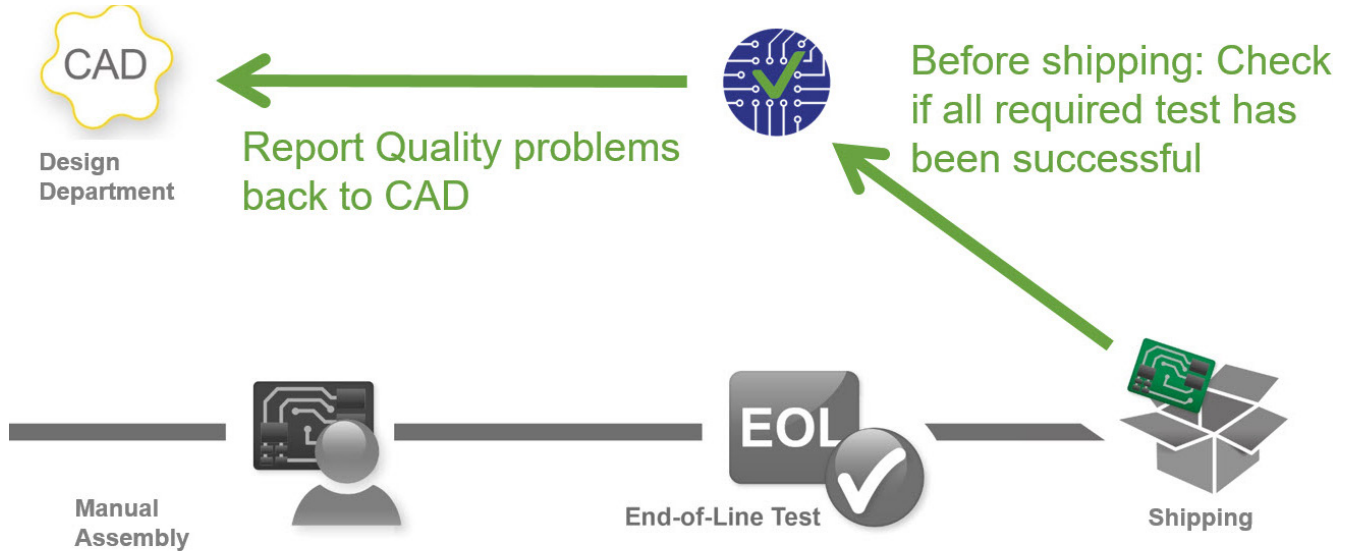 CAD
Design
Department
Report Quality problems
back to CAD
Before shipping: Check
if all required test has
been successful
Manual
Assembly
EOL
End-of-Line Test
Shipping